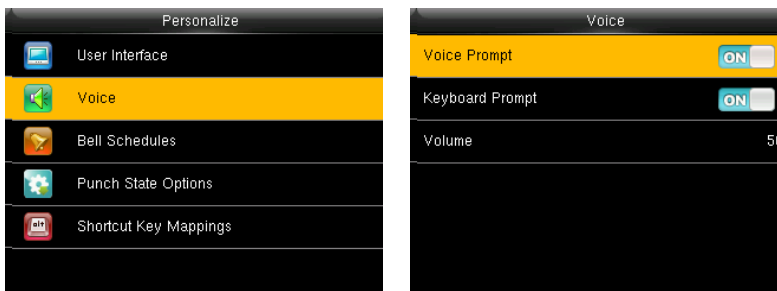 Personalize
User Interface
Voice
Bell Schedules
Punch State Options
alt
Shortcut Key Mappings
Voice
Voice Prompt ON
Keyboard Prompt ON
Volume